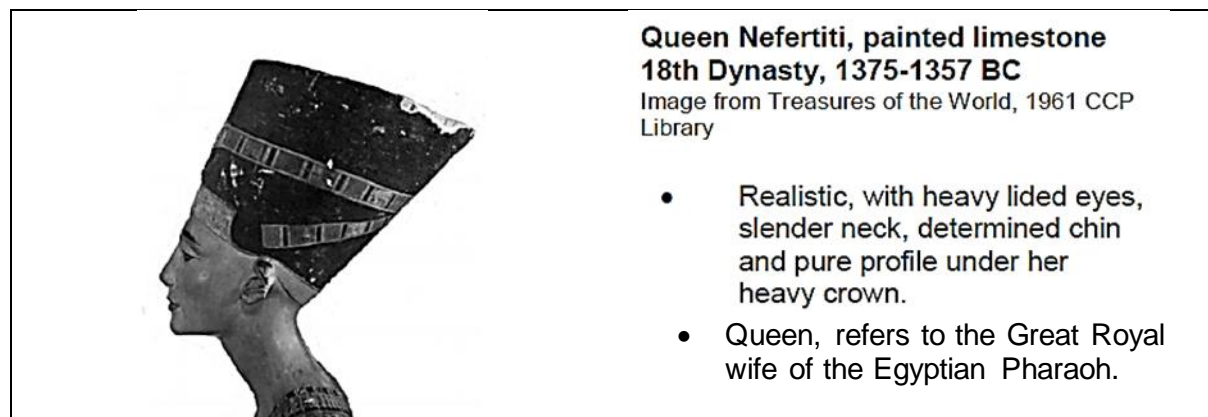 Queen Nefertiti, painted limestone
18th Dynasty, 1375-1357 BC
Image from Treasures of the World, 1961 CCP
Library
• Realistic, with heavy lided eyes,
slender neck, determined chin
and pure profile under her
heavy crown.
• Queen, refers to the Great Royal
wife of the Egyptian Pharaoh.